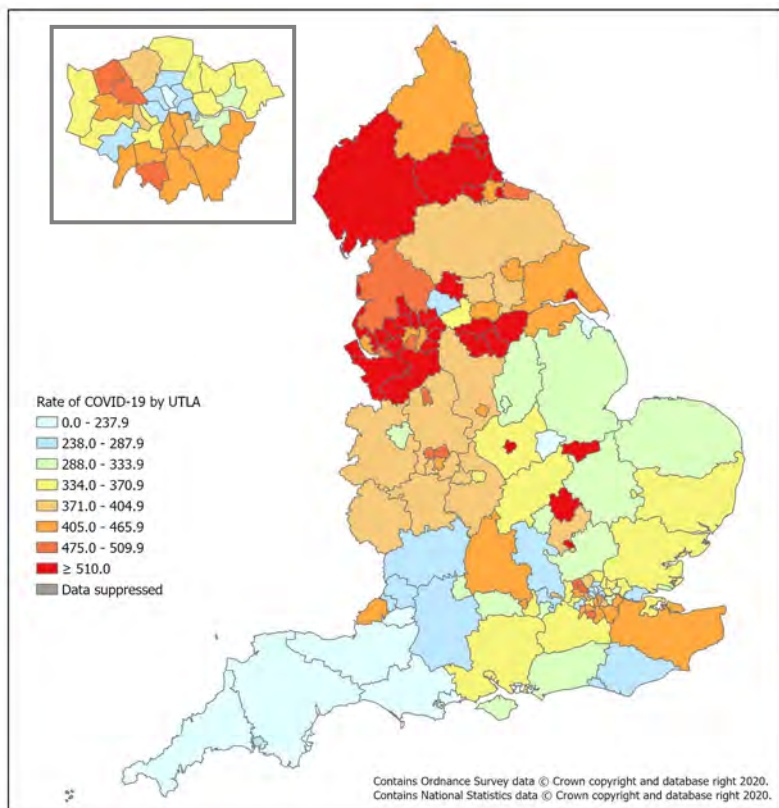 Rate of COVID-19 by UTLA
0.0 - 237.9
238.0 - 287.9
288.0 - 333.9
334.0 - 370.9
371.0 - 404.9
405.0 - 465.9
475.0 - 509.9
≥ 510.0
Data suppressed
Contains Ordnance Survey data © Crown copyright and database right 2020.
Contains National Statistics data © Crown copyright and database right 2020.